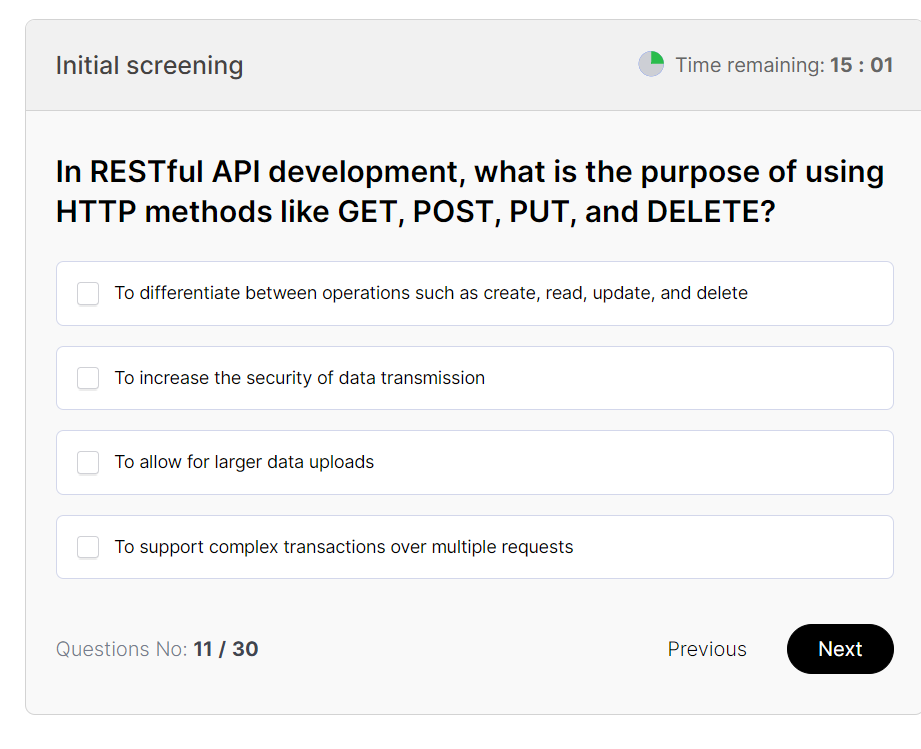 Initial screening
Time remaining: 15 : 01
In RESTful API development, what is the purpose of using
HTTP methods like GET, POST, PUT, and DELETE?
To differentiate between operations such as create, read, update, and delete
To increase the security of data transmission
To allow for larger data uploads
To support complex transactions over multiple requests
Questions No: 11 / 30
Previous
Next